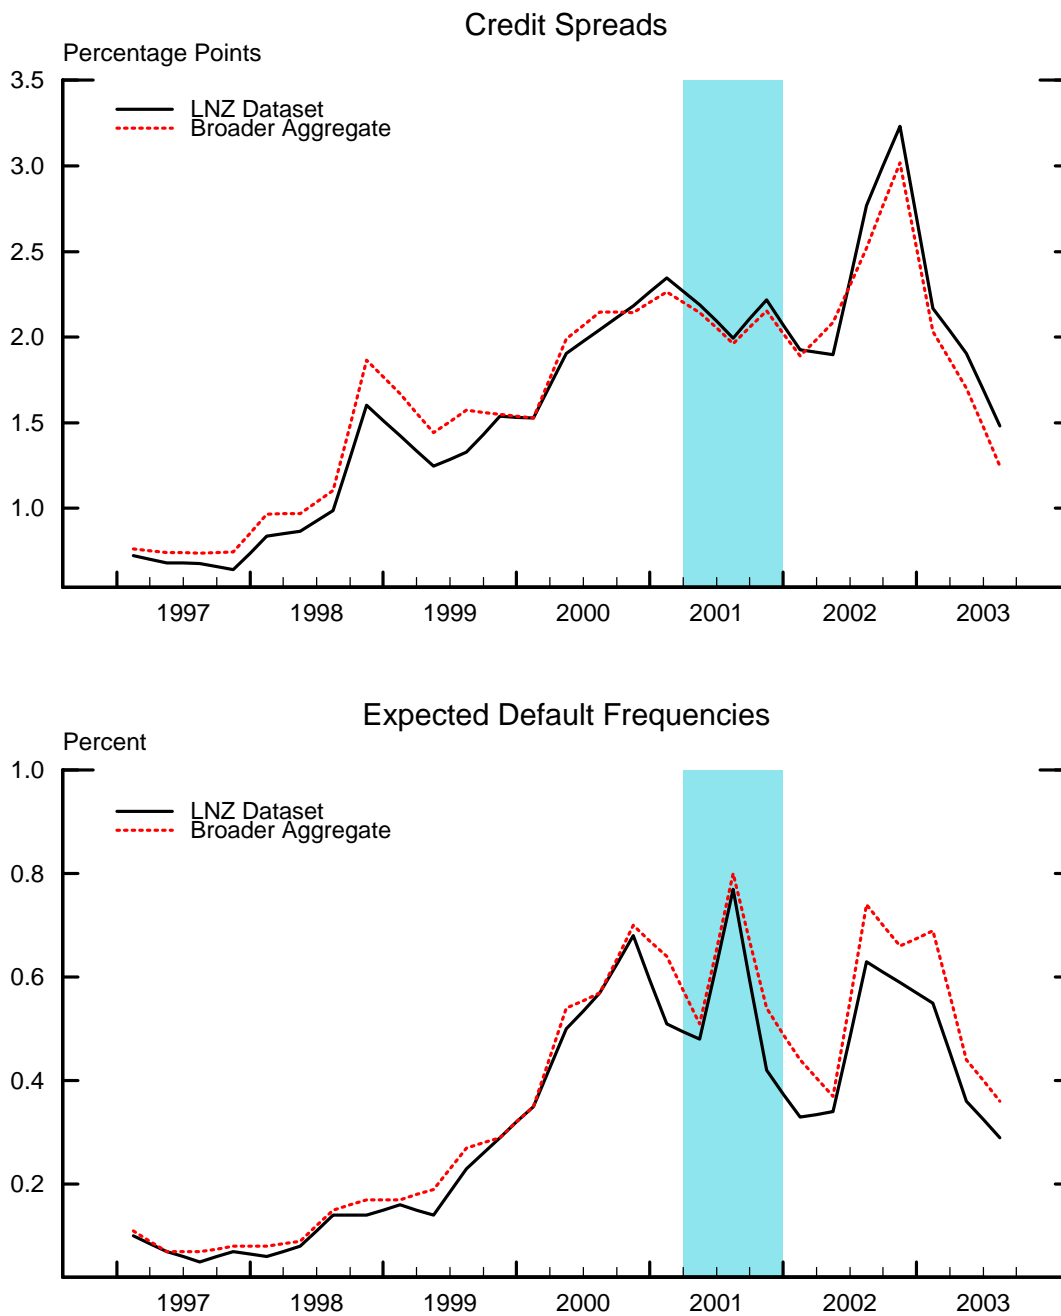 Credit Spreads
Percentage Points
3.5
LNZ Dataset
Broader Aggregate
3.0
2.5
2.0
1.5
1.0
1997 1998 1999 2000 2001 2002 2003
Expected Default Frequencies
Percent
1.0
LNZ Dataset
Broader Aggregate
0.8
0.6
0.4
0.2
1997 1998 1999 2000 2001 2002 2003